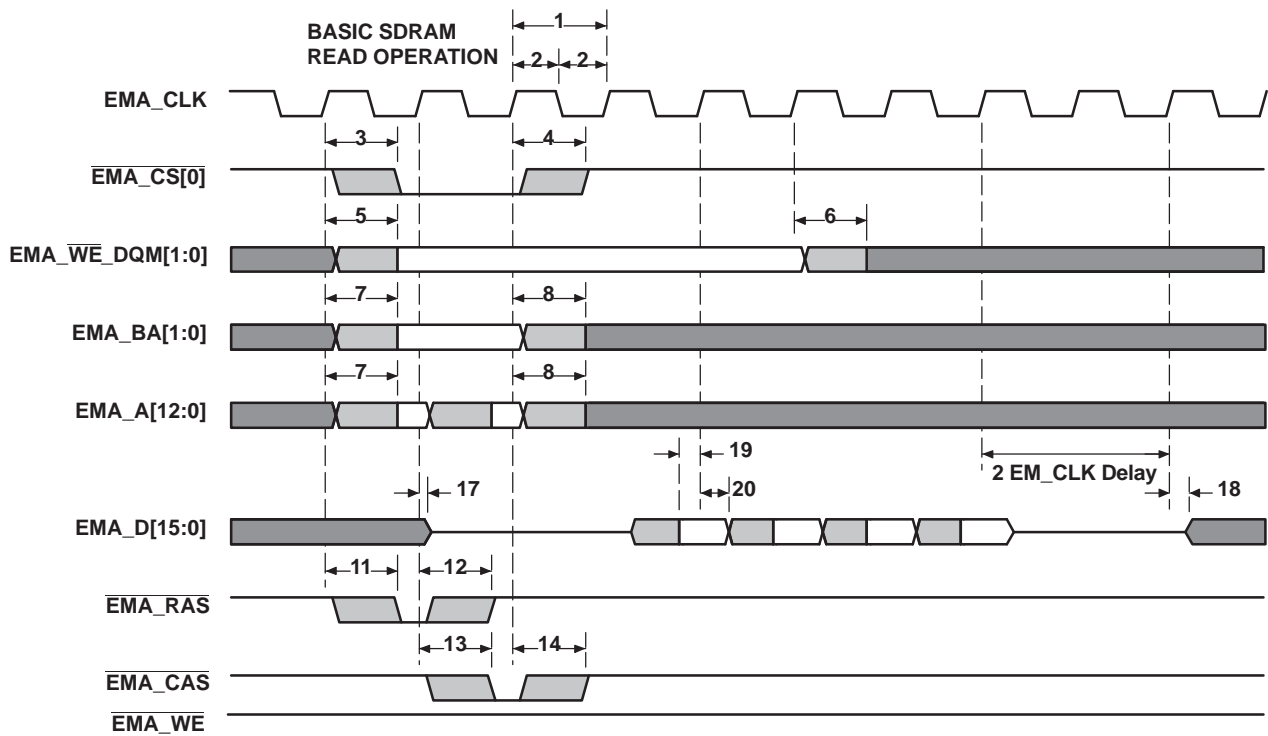 BASIC SDRAM
READ OPERATION
1
2 2
EMA_CLK
3 4
EMA_CS[0]
5 6
EMA_WE_DQM[1:0]
7 8
EMA_BA[1:0]
7 8
EMA_A[12:0]
19
2 EM_CLK Delay
17 20 18
EMA_D[15:0]
11 12
EMA_RAS
13 14
EMA_CAS
EMA_WE